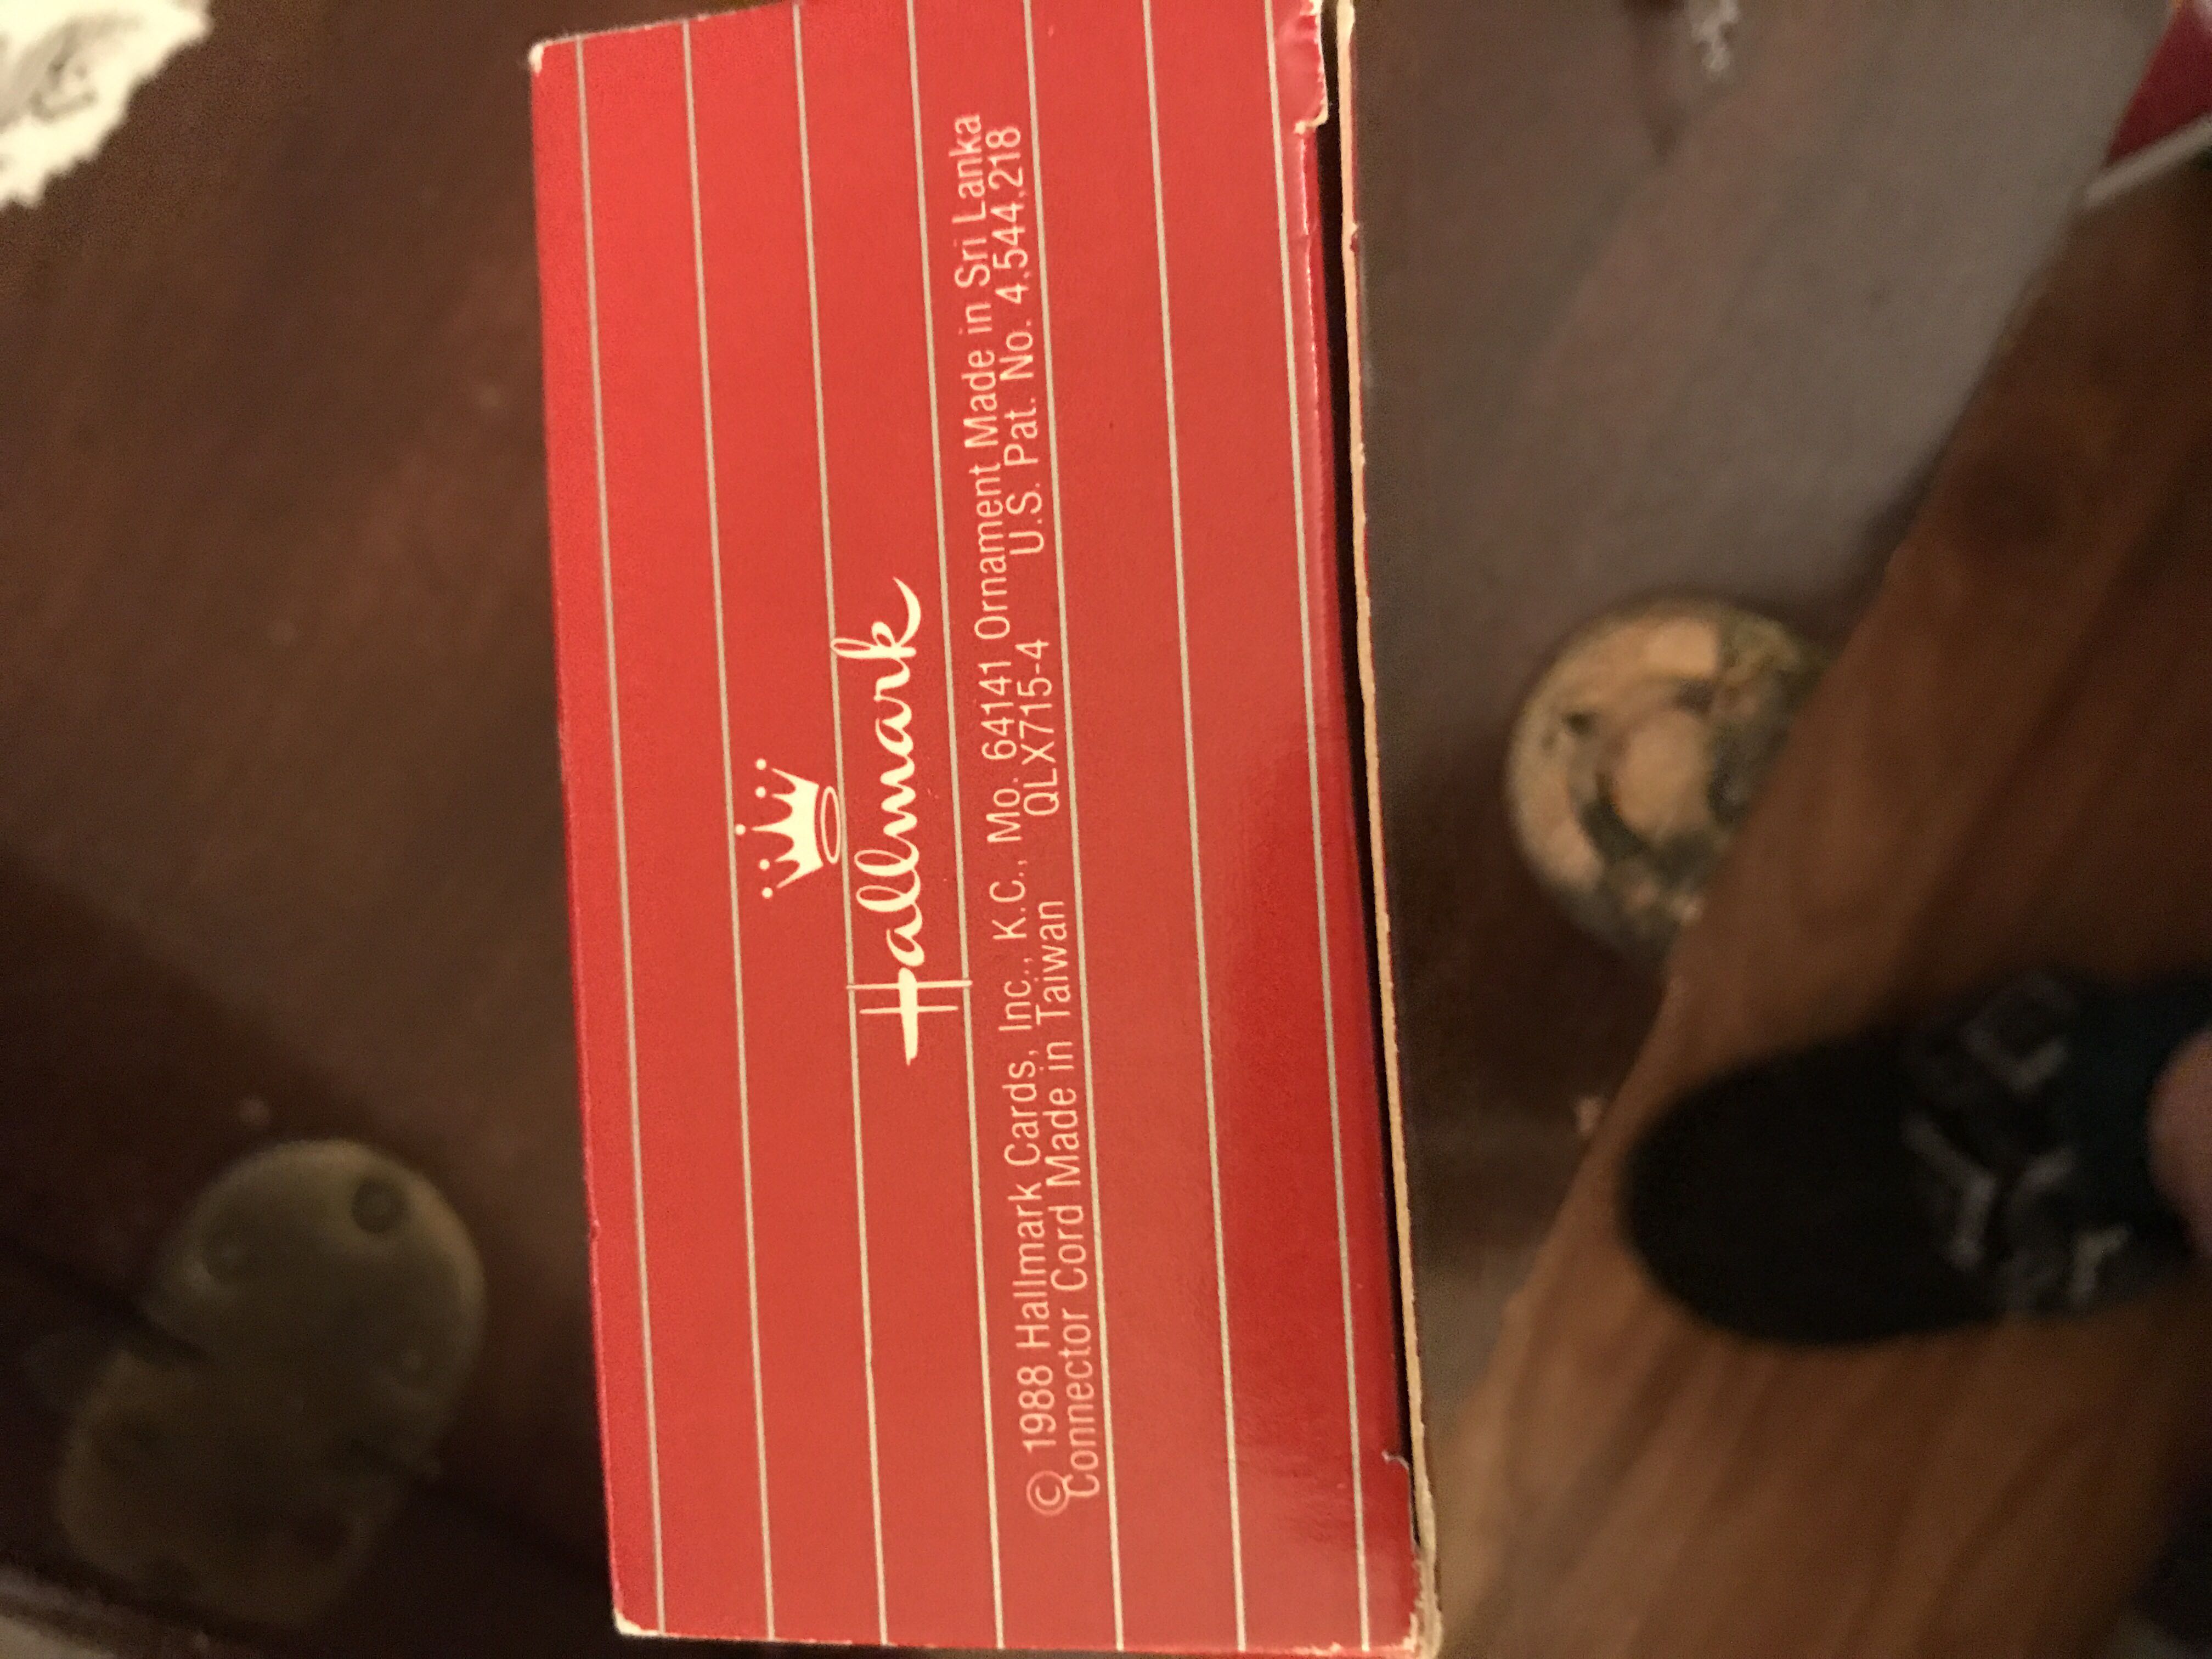 Hallmark
© 1988 Hallmark Cards, Inc., K.C., Mo. 64141 Ornament Made in Sri Lanka
Connector Cord Made in Taiwan QLX715-4 U.S. Pat. No. 4,544,218